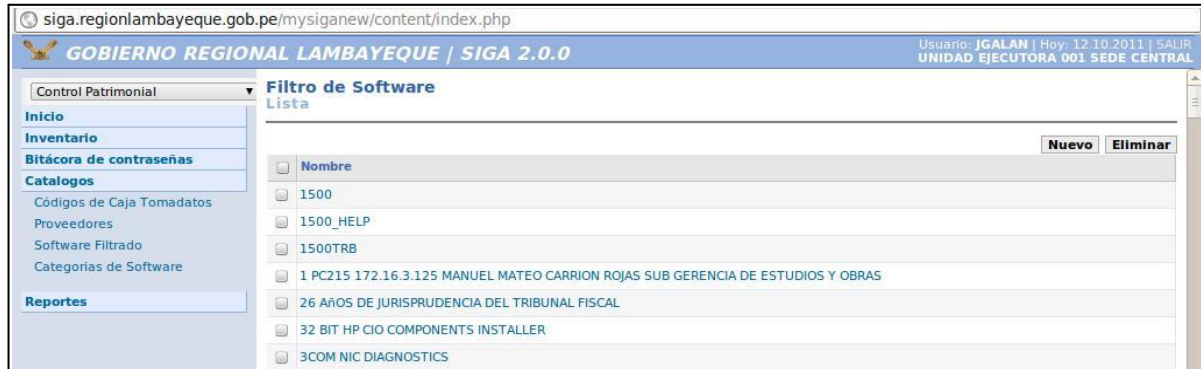 siga.regionlambayeque.gob.pe/mysiganew/content/index.php
GOBIERNO REGIONAL LAMBAYEQUE | SIGA 2.0.0
Usuario: JGALAN | Hoy: 12.10.2011 | SALIR
UNIDAD EJECUTORA 001 SEDE CENTRAL
Control Patrimonial
Inicio
Inventario
Bitácora de contraseñas
Catalogos
Códigos de Caja Tomadatos
Proveedores
Software Filtrado
Categorias de Software
Reportes
Filtro de Software
Lista
Nuevo Eliminar
Nombre
1500
1500_HELP
1500TRB
1 PC215 172.16.3.125 MANUEL MATEO CARRION ROJAS SUB GERENCIA DE ESTUDIOS Y OBRAS
26 AñOS DE JURISPRUDENCIA DEL TRIBUNAL FISCAL
32 BIT HP CIO COMPONENTS INSTALLER
3COM NIC DIAGNOSTICS